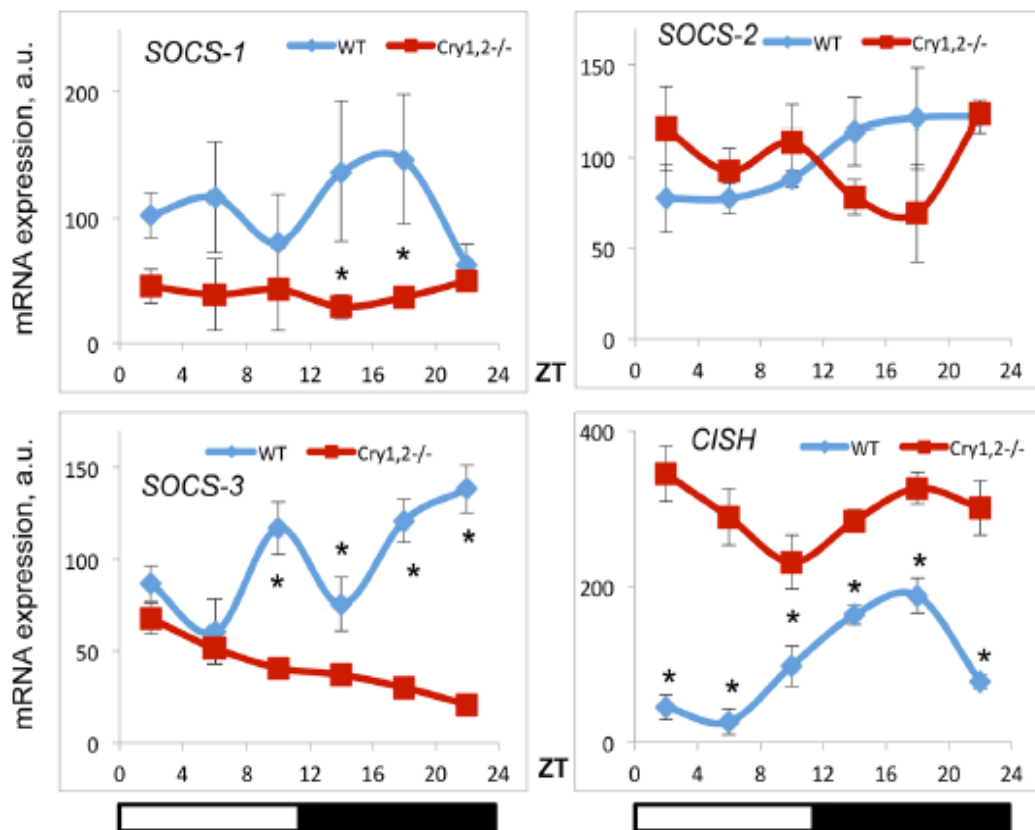 mRNA expression, a.u.
SOCS-1
WT Cry1,2-/-
200
100
0
* *
0 4 8 12 16 20 24
ZT
SOCS-2
WT Cry1,2-/-
150
100
50
0
0 4 8 12 16 20 24
mRNA expression, a.u.
SOCS-3
WT Cry1,2-/-
150
100
50
0
* * * *
0 4 8 12 16 20 24
ZT
CISH
WT Cry1,2-/-
400
200
0
* * * * * *
0 4 8 12 16 20 24